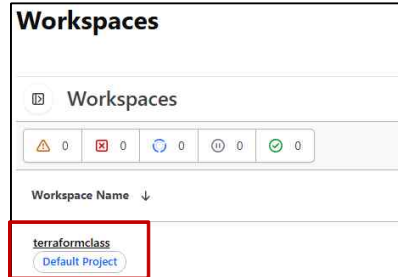 Workspaces
Workspaces
0 0 0 0 0
Workspace Name ↓
terraformclass
Default Project